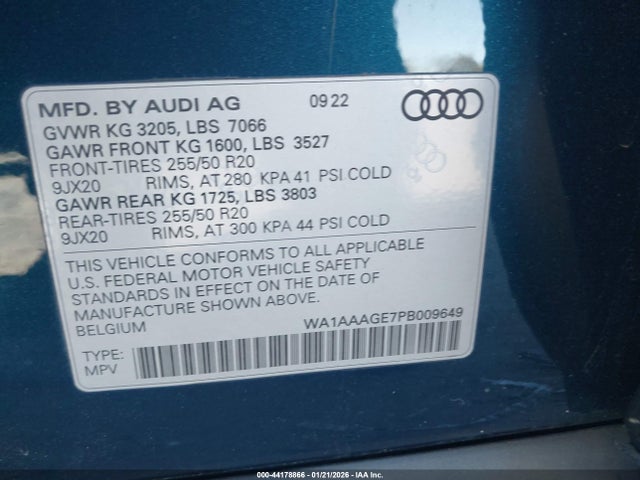 MFD. BY AUDI AG 09 22
GVWR KG 3205, LBS 7066
GAWR FRONT KG 1600, LBS 3527
FRONT-TIRES 255/50 R20
9JX20 RIMS, AT 280 KPA 41 PSI COLD
GAWR REAR KG 1725, LBS 3803
REAR-TIRES 255/50 R20
9JX20 RIMS, AT 300 KPA 44 PSI COLD
THIS VEHICLE CONFORMS TO ALL APPLICABLE
U.S. FEDERAL MOTOR VEHICLE SAFETY
STANDARDS IN EFFECT ON THE DATE OF
MANUFACTURE SHOWN ABOVE.
BELGIUM WA1AAAGE7PB009649
TYPE:
MPV
000-44178866 - 01/21/2026 - IAA Inc.